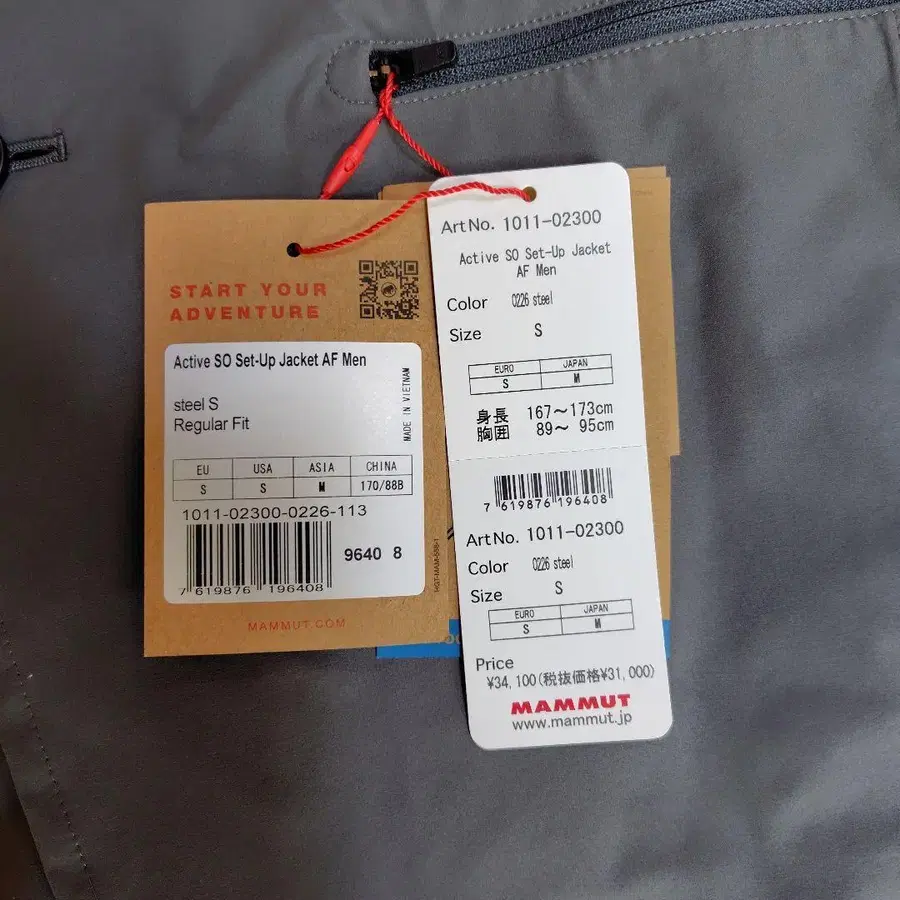 START YOUR
ADVENTURE
Active SO Set-Up Jacket AF Men
steel S
Regular Fit
MADE IN VIETNAM
EU USA ASIA CHINA
S S M 170/88B
1011-02300-0226-113
9640 8
7 619876 196408
MAMMUT.COM
Art No. 1011-02300
Active SO Set-Up Jacket
AF Men
Color 0226 steel
Size S
EURO JAPAN
S M
身長 167～173cm
胸囲 89～ 95cm
7 619876 196408
Art No. 1011-02300
Color 0226 steel
Size S
EURO JAPAN
S M
Price
¥34,100(税抜価格¥31,000)
MAMMUT
www.mammut.jp